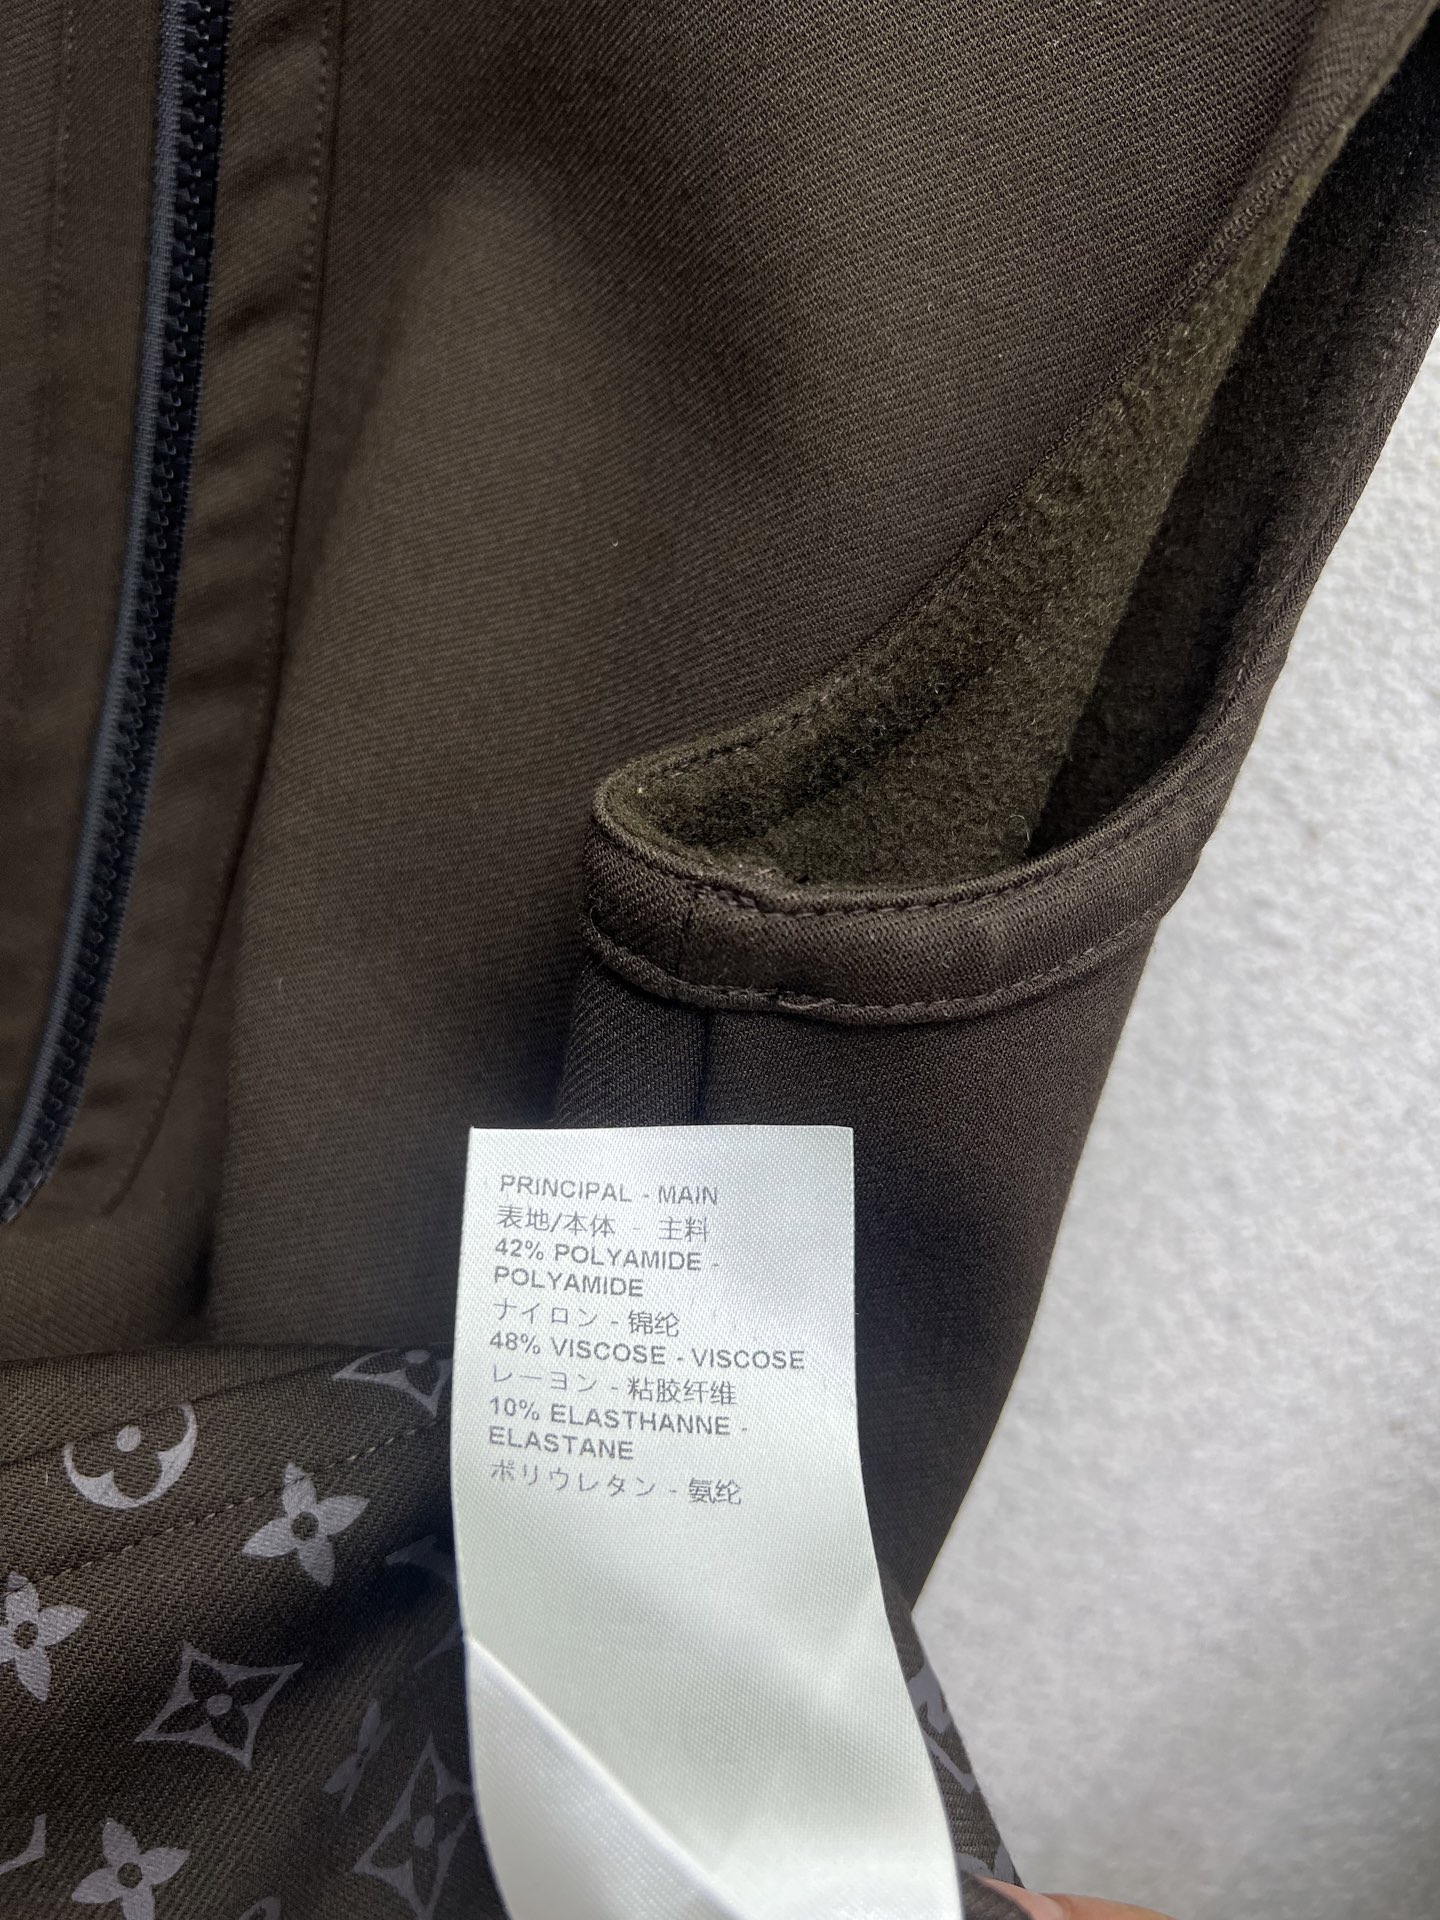 PRINCIPAL - MAIN
表地/本体 - 主料
42% POLYAMIDE -
POLYAMIDE
ナイロン - 锦纶
48% VISCOSE - VISCOSE
レーヨン - 粘胶纤维
10% ELASTHANNE -
ELASTANE
ポリウレタン - 氨纶